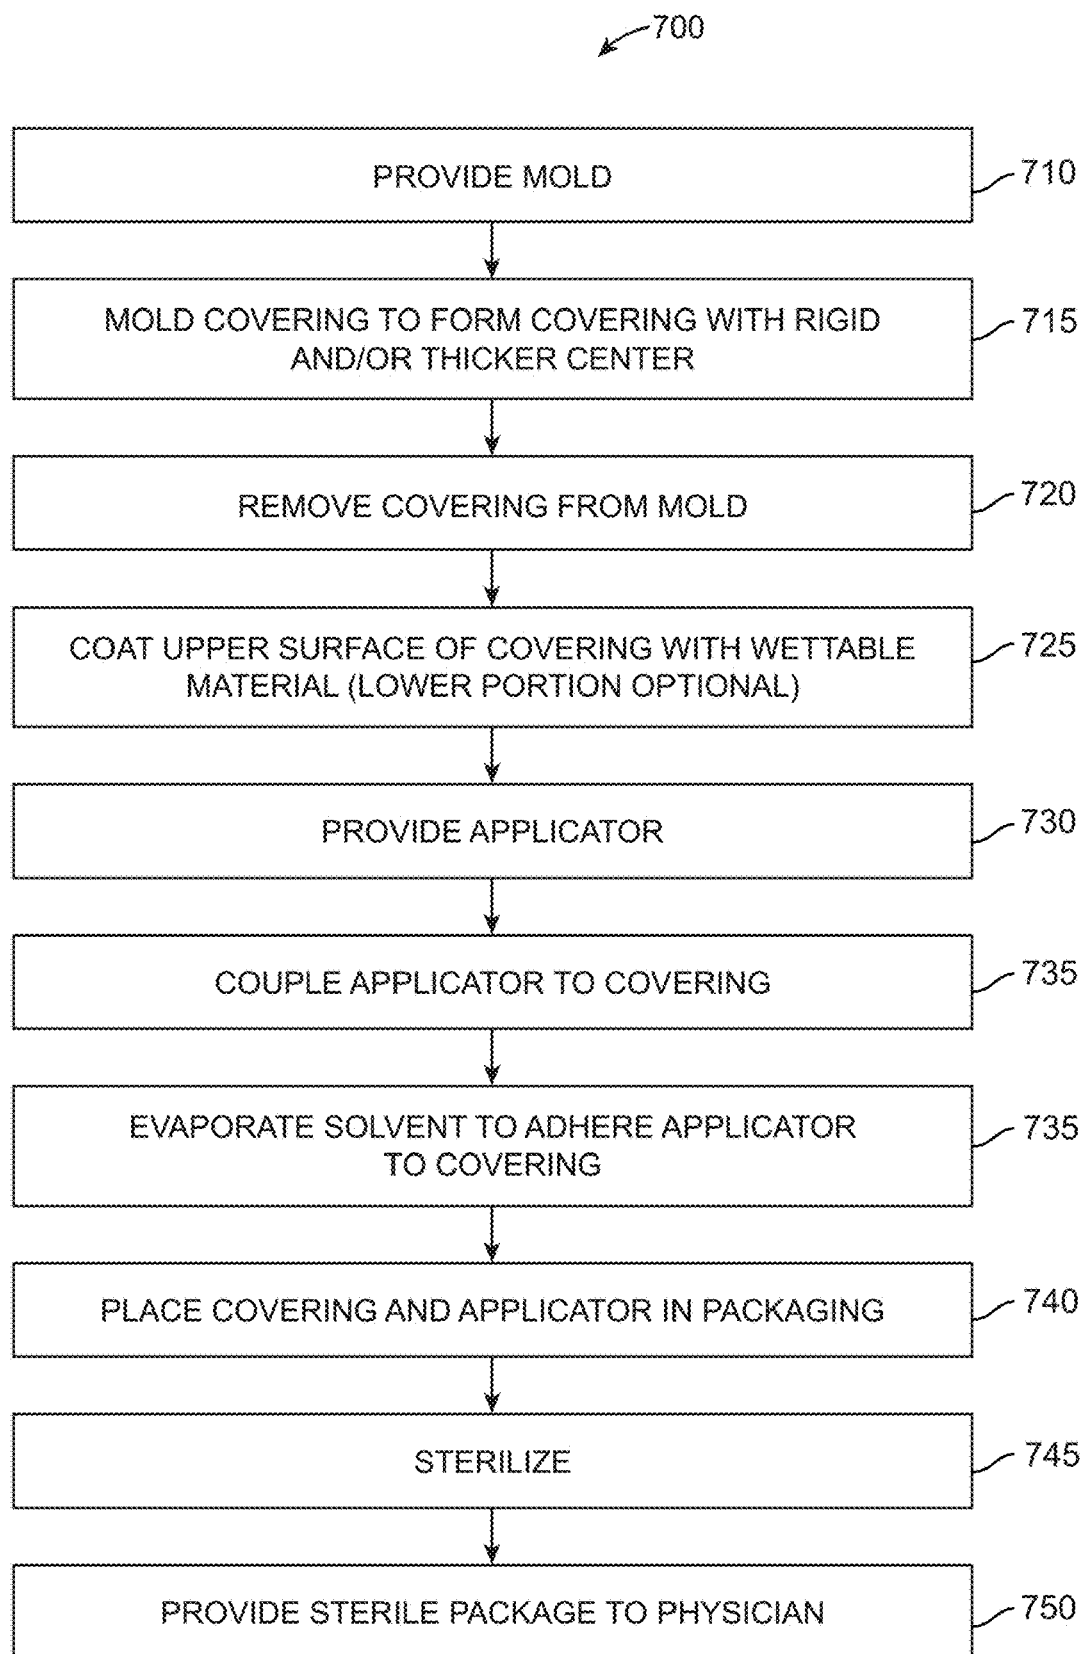 700
PROVIDE MOLD
710
MOLD COVERING TO FORM COVERING WITH RIGID
AND/OR THICKER CENTER
715
REMOVE COVERING FROM MOLD
720
COAT UPPER SURFACE OF COVERING WITH WETTABLE
MATERIAL (LOWER PORTION OPTIONAL)
725
PROVIDE APPLICATOR
730
COUPLE APPLICATOR TO COVERING
735
EVAPORATE SOLVENT TO ADHERE APPLICATOR
TO COVERING
735
PLACE COVERING AND APPLICATOR IN PACKAGING
740
STERILIZE
745
PROVIDE STERILE PACKAGE TO PHYSICIAN
750